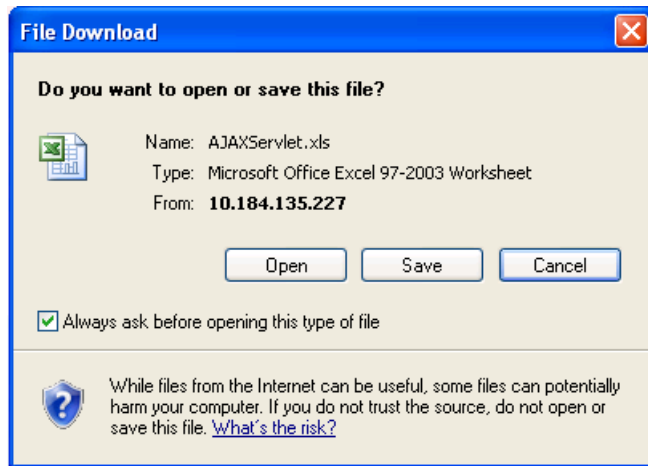 File Download
Do you want to open or save this file?
Name: AJAXServlet.xls
Type: Microsoft Office Excel 97-2003 Worksheet
From: 10.184.135.227
Open Save Cancel
Always ask before opening this type of file
While files from the Internet can be useful, some files can potentially
harm your computer. If you do not trust the source, do not open or
save this file. What's the risk?